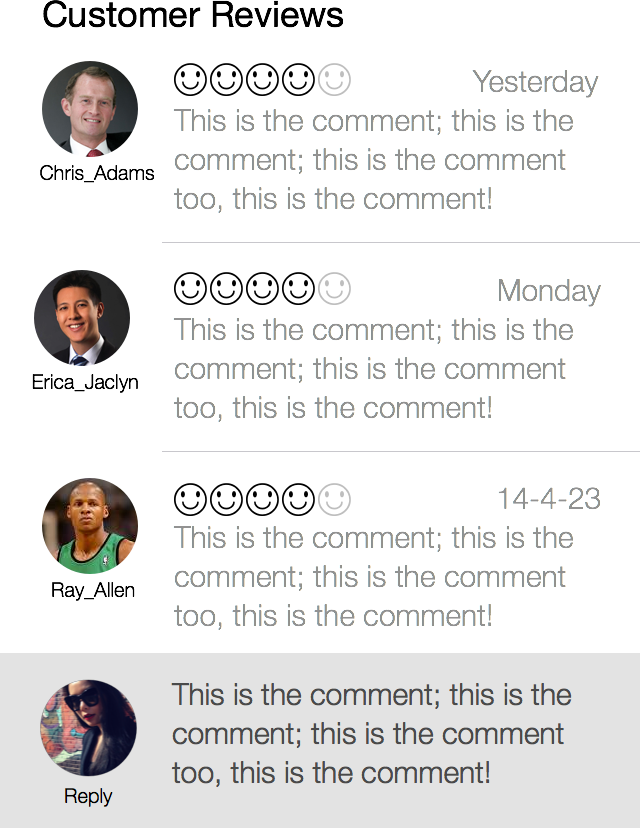 Customer Reviews
Yesterday
This is the comment; this is the
comment; this is the comment
too, this is the comment!
Chris_Adams
Monday
This is the comment; this is the
comment; this is the comment
too, this is the comment!
Erica_Jaclyn
14-4-23
This is the comment; this is the
comment; this is the comment
too, this is the comment!
Ray_Allen
This is the comment; this is the
comment; this is the comment
too, this is the comment!
Reply